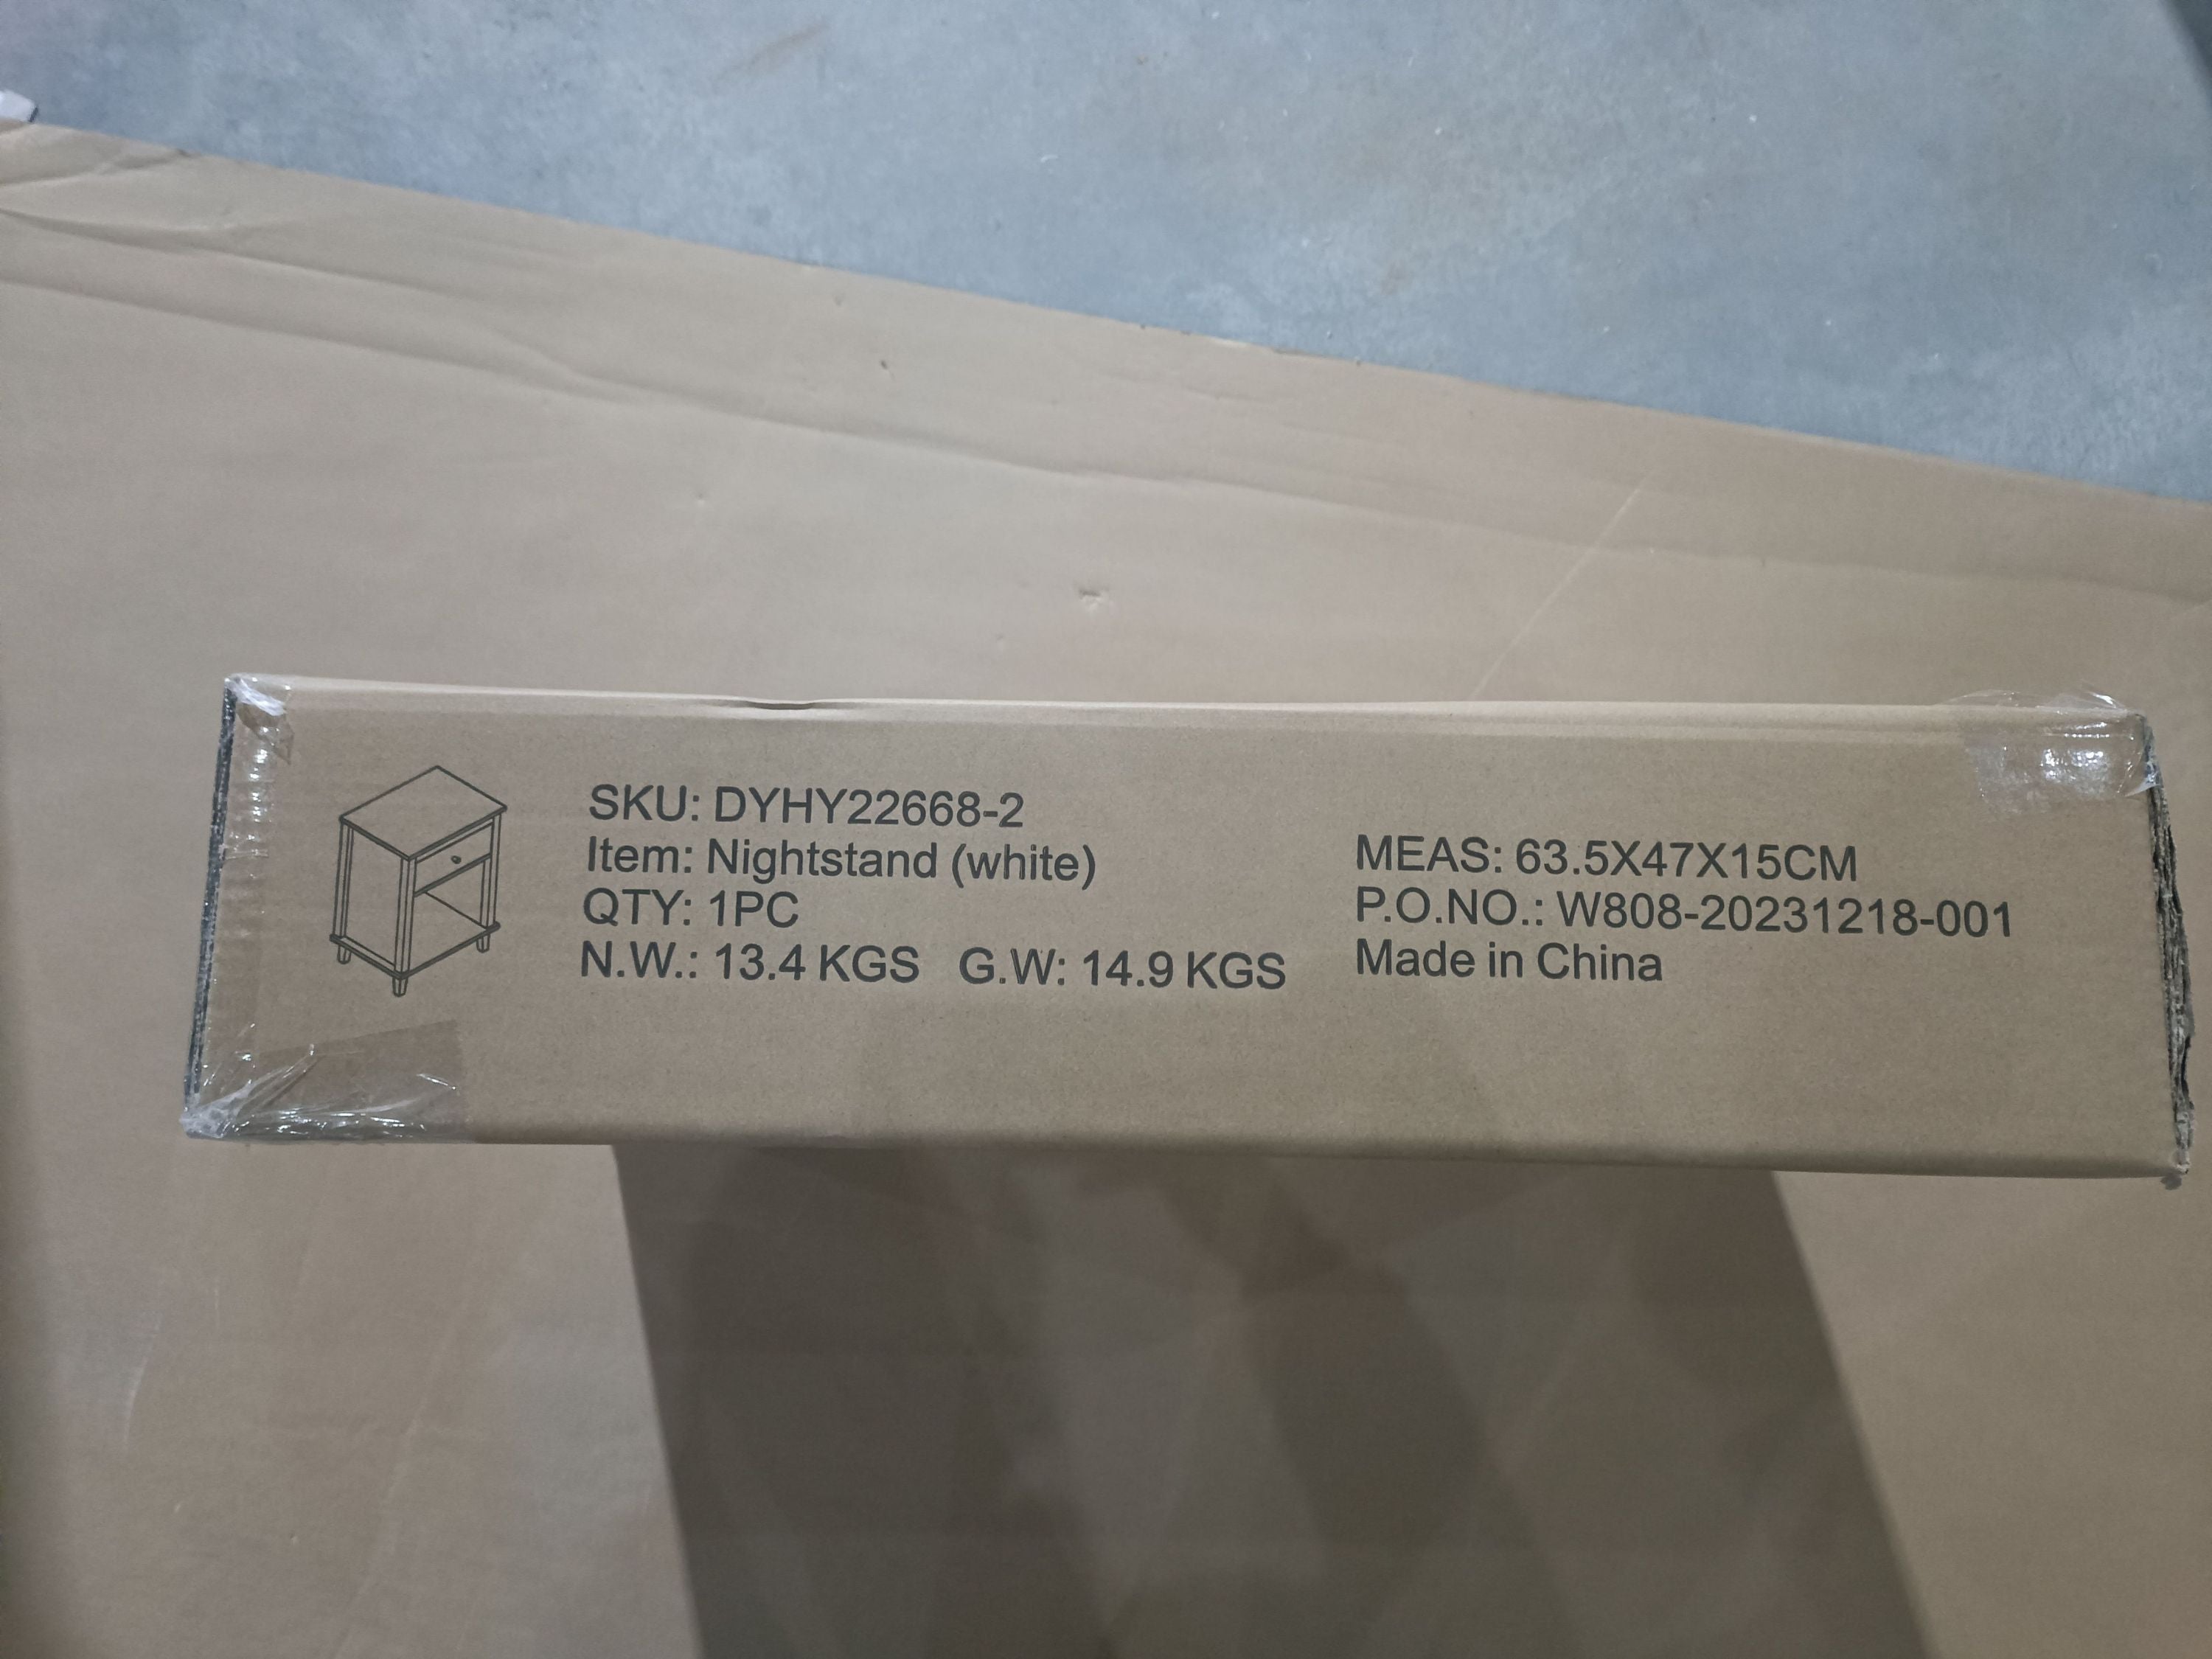 SKU: DYHY22668-2
Item: Nightstand (white)
QTY: 1PC
N.W.: 13.4 KGS G.W: 14.9 KGS
MEAS: 63.5X47X15CM
P.O.NO.: W808-20231218-001
Made in China